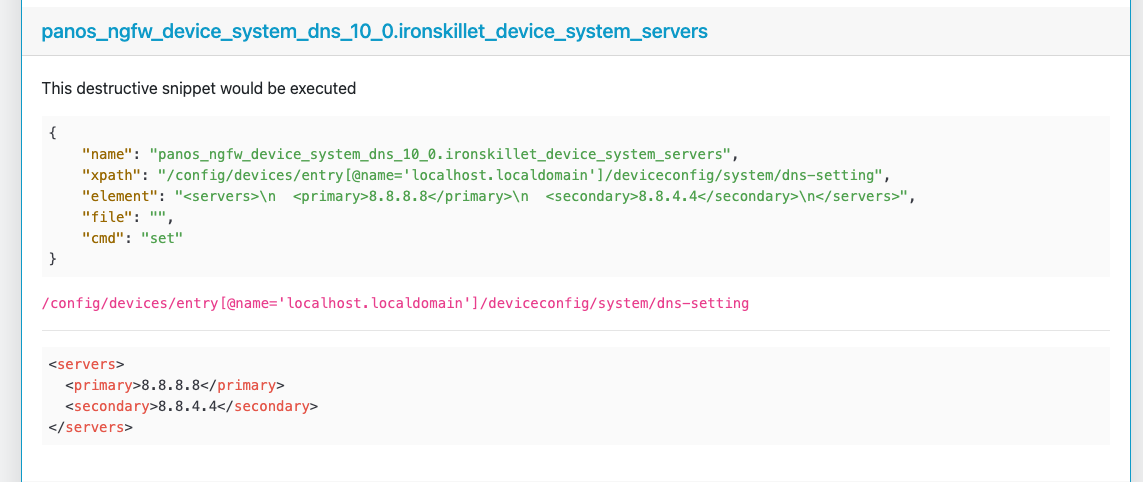 panos_ngfw_device_system_dns_10_0.ironskillet_device_system_servers
This destructive snippet would be executed
{
    "name": "panos_ngfw_device_system_dns_10_0.ironskillet_device_system_servers",
    "xpath": "/config/devices/entry[@name='localhost.localdomain']/deviceconfig/system/dns-setting",
    "element": "<servers>\n  <primary>8.8.8.8</primary>\n  <secondary>8.8.4.4</secondary>\n</servers>",
    "file": "",
    "cmd": "set"
}
/config/devices/entry[@name='localhost.localdomain']/deviceconfig/system/dns-setting
<servers>
  <primary>8.8.8.8</primary>
  <secondary>8.8.4.4</secondary>
</servers>